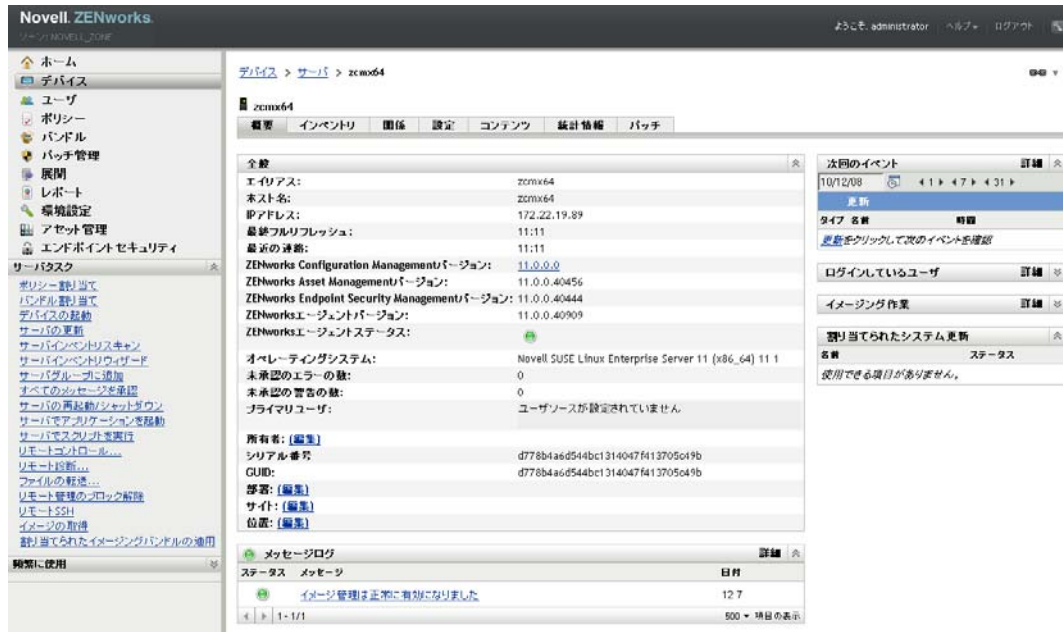 Novell. ZENworks.
ゾーン: NOVELL_ZONE
ようこそ, administrator ヘルプ ログアウト
ホーム
デバイス
ユーザ
ポリシー
バンドル
パッチ管理
展開
レポート
環境設定
アセット管理
エンドポイントセキュリティ
サーバタスク
ポリシー割り当て
バンドル割り当て
デバイスの起動
サーバの更新
サーバインベントリスキャン
サーバインベントリウィザード
サーバグループに追加
すべてのメッセージを承認
サーバの再起動/シャットダウン
サーバでアプリケーションを起動
サーバでスクリプトを実行
リモートコントロール...
リモート診断...
ファイルの転送...
リモート管理のブロック解除
リモートSSH
イメージの取得
割り当てられたイメージングバンドルの適用
頻繁に使用
デバイス > サーバ > zcmx64
zcmx64
概要 インベントリ 関係 設定 コンテンツ 統計情報 パッチ
全般
エイリアス: zcmx64
ホスト名: zcmx64
IPアドレス: 172.22.19.89
最終フルリフレッシュ: 11:11
最近の連絡: 11:11
ZENworks Configuration Managementバージョン: 11.0.0.0
ZENworks Asset Managementバージョン: 11.0.0.40456
ZENworks Endpoint Security Managementバージョン: 11.0.0.40444
ZENworksエージェントバージョン: 11.0.0.40909
ZENworksエージェントステータス:
オペレーティングシステム: Novell SUSE Linux Enterprise Server 11 (x86_64) 11 1
未承認のエラーの数: 0
未承認の警告の数: 0
プライマリユーザ: ユーザソースが設定されていません
所有者: (編集)
シリアル番号 d778b4a6d544bc1314047f413705c49b
GUID: d778b4a6d544bc1314047f413705c49b
部署: (編集)
サイト: (編集)
位置: (編集)
メッセージログ 詳細
ステータス メッセージ 日付
イメージ管理は正常に有効になりました 12 7
1 - 1/1 500 項目の表示
次回のイベント 詳細
10/12/08 1 7 31
更新
タイプ 名前 時間
更新をクリックして次のイベントを確認
ログインしているユーザ 詳細
イメージング作業 詳細
割り当てられたシステム更新
名前 ステータス
使用できる項目がありません。